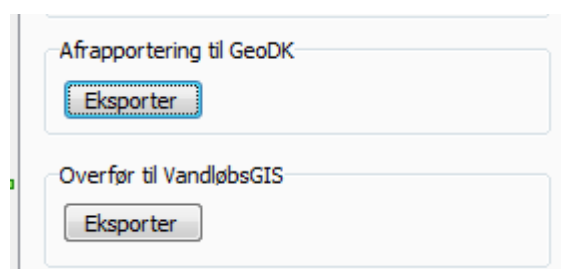 Afrapportering til GeoDK
Eksporter
Overfør til VandløbsGIS
Eksporter